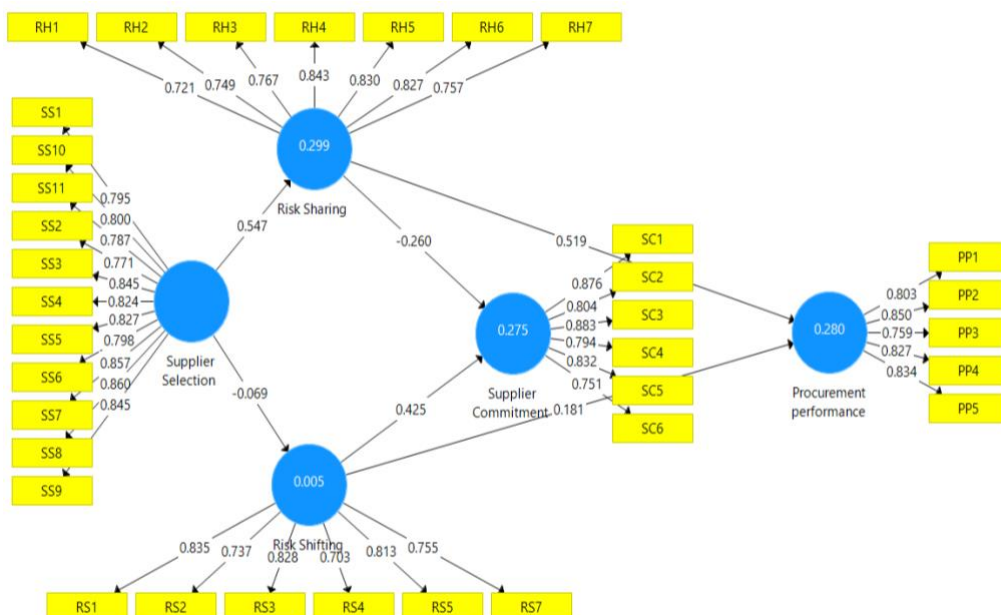 RH1 RH2 RH3 RH4 RH5 RH6 RH7
0.721 0.749 0.767 0.843 0.830 0.827 0.757
SS1
SS10
SS11
SS2
SS3
SS4
SS5
SS6
SS7
SS8
SS9
0.795
0.800
0.787
0.771
0.845
0.824
0.827
0.798
0.857
0.860
0.845
Supplier
Selection
0.547
-0.069
0.299
Risk Sharing
-0.260
0.519
0.275
Supplier
Commitment
0.425
0.181
0.876
0.804
0.883
0.794
0.832
0.751
SC1
SC2
SC3
SC4
SC5
SC6
0.280
Procurement
performance
0.803
0.850
0.759
0.827
0.834
PP1
PP2
PP3
PP4
PP5
0.005
Risk Shifting
0.835 0.737 0.828 0.703 0.813 0.755
RS1 RS2 RS3 RS4 RS5 RS7